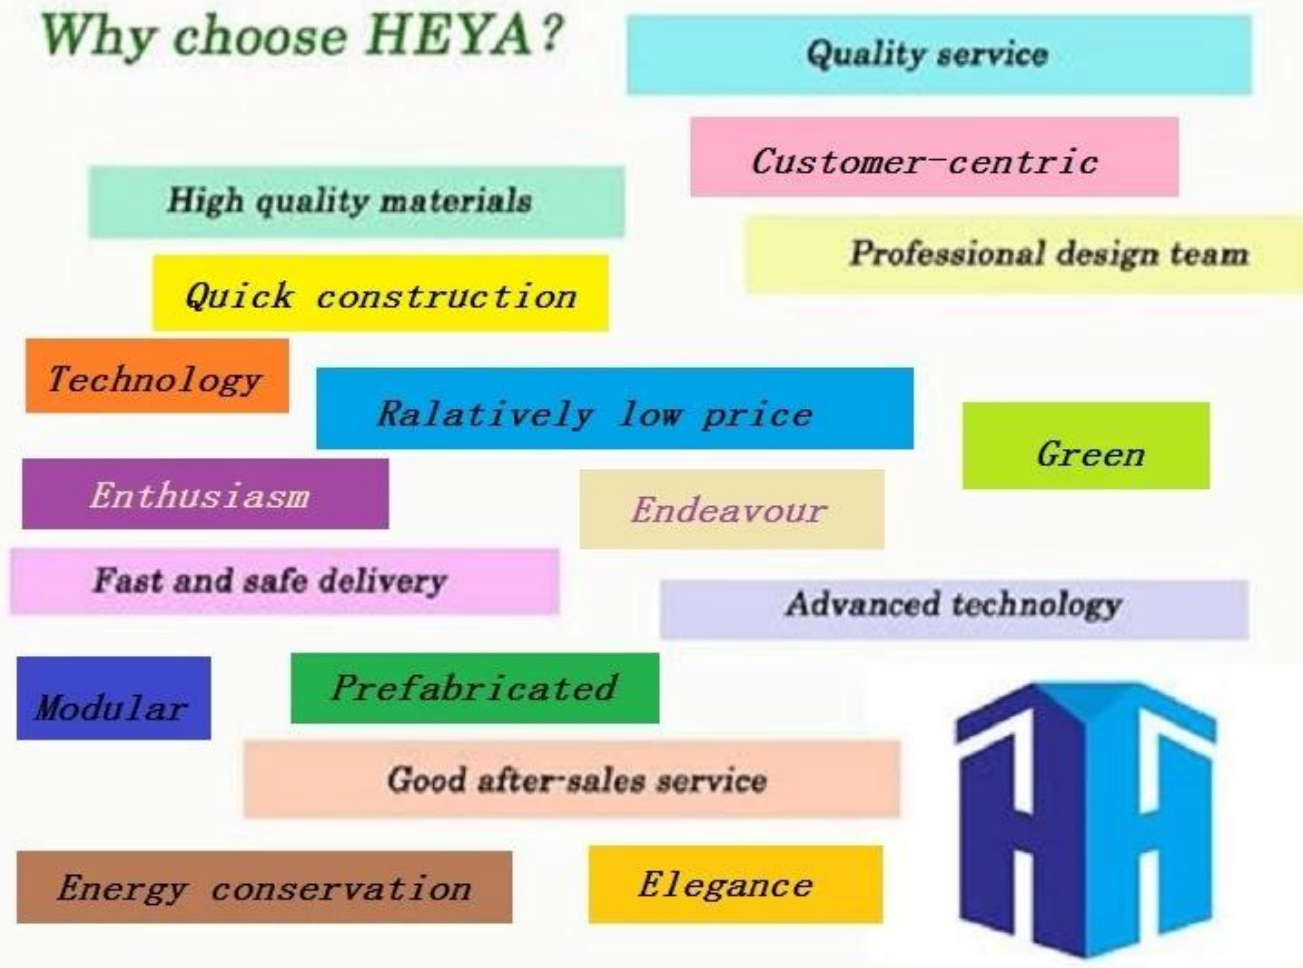 Why choose HEYA?
Quality service
Customer-centric
High quality materials
Professional design team
Quick construction
Technology
Ralatively low price
Green
Enthusiasm
Endeavour
Fast and safe delivery
Advanced technology
Modular
Prefabricated
Good after-sales service
Energy conservation
Elegance